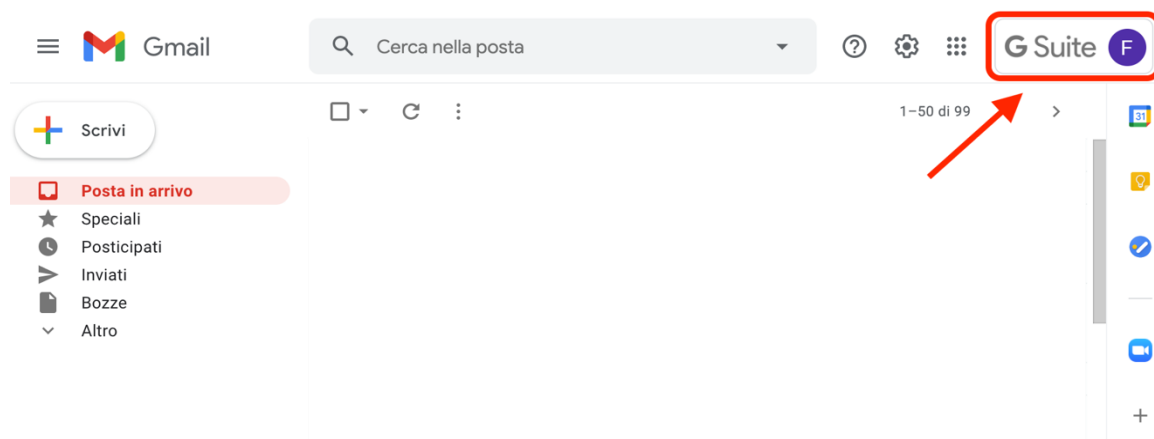 Gmail
Cerca nella posta
G Suite F
Scrivi
1–50 di 99
31
Posta in arrivo
Speciali
Posticipati
Inviati
Bozze
Altro